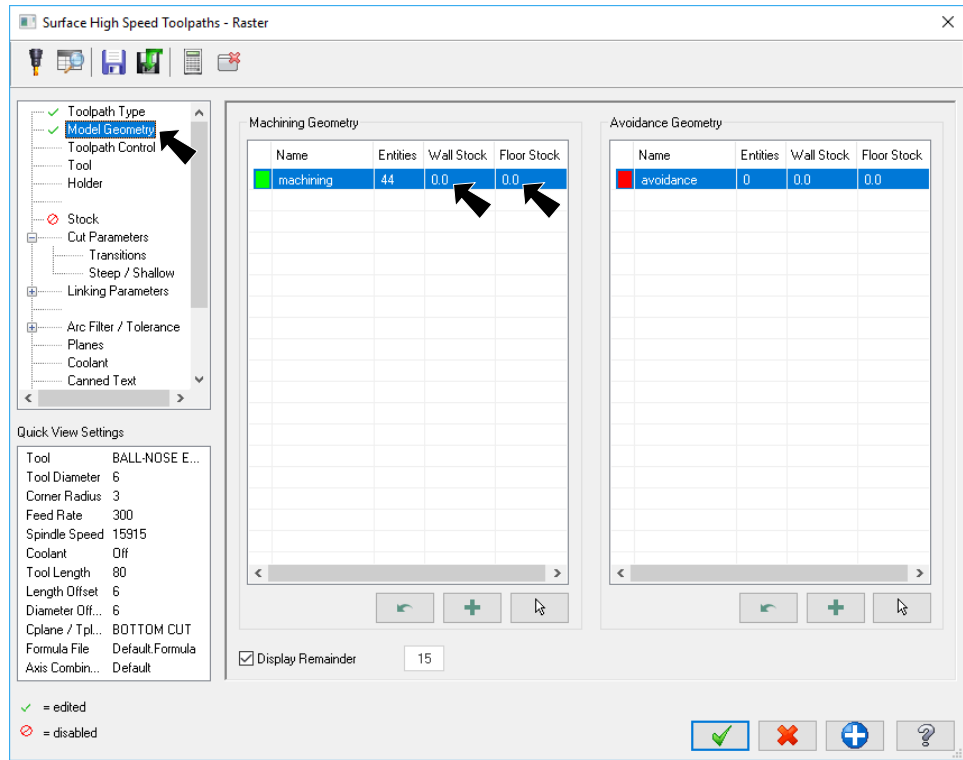 Surface High Speed Toolpaths - Raster
Toolpath Type
Model Geometry
Toolpath Control
Tool
Holder
Stock
Cut Parameters
Transitions
Steep / Shallow
Linking Parameters
Arc Filter / Tolerance
Planes
Coolant
Canned Text
Quick View Settings
Tool BALL-NOSE E...
Tool Diameter 6
Corner Radius 3
Feed Rate 300
Spindle Speed 15915
Coolant Off
Tool Length 80
Length Offset 6
Diameter Off... 6
Cplane / Tpl... BOTTOM CUT
Formula File Default.Formula
Axis Combin... Default
= edited
= disabled
Machining Geometry
Name Entities Wall Stock Floor Stock
machining 44 0.0 0.0
Display Remainder 15
Avoidance Geometry
Name Entities Wall Stock Floor Stock
avoidance 0 0.0 0.0